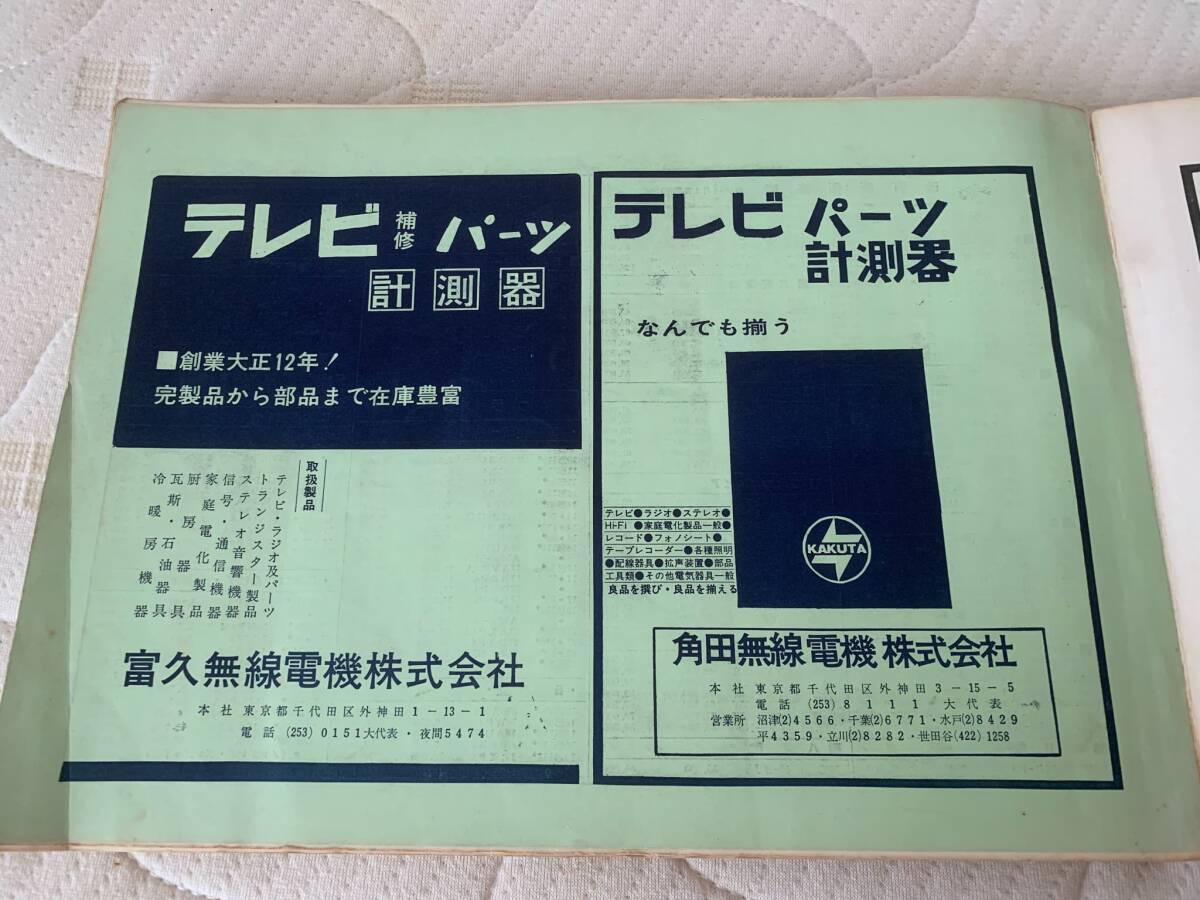 テレビ補修パーツ
計測器
■創業大正12年!
完製品から部品まで在庫豊富
取扱製品
テレビ・ラジオ及パーツ
トランジスター製品
ステレオ音響機器
信号・通信機器
家庭電化製品
厨房器具
瓦斯・石油器具
冷暖房機器
富久無線電機株式会社
本社 東京都千代田区外神田1-13-1
電話 (253) 0151大代表・夜間5474
テレビ パーツ
計測器
なんでも揃う
テレビ●ラジオ●ステレオ●
Hi-Fi ●家庭電化製品一般●
レコード●フォノシート●
テープレコーダー●各種照明
●配線器具●拡声装置●部品
工具類●その他電気器具一般
良品を撰び・良品を揃える
KAKUTA
角田無線電機株式会社
本社 東京都千代田区外神田3-15-5
電話 (253) 8111 大代表
営業所 沼津(2)4566・千葉(2)6771・水戸(2)8429
平4359・立川(2)8282・世田谷(422)1258